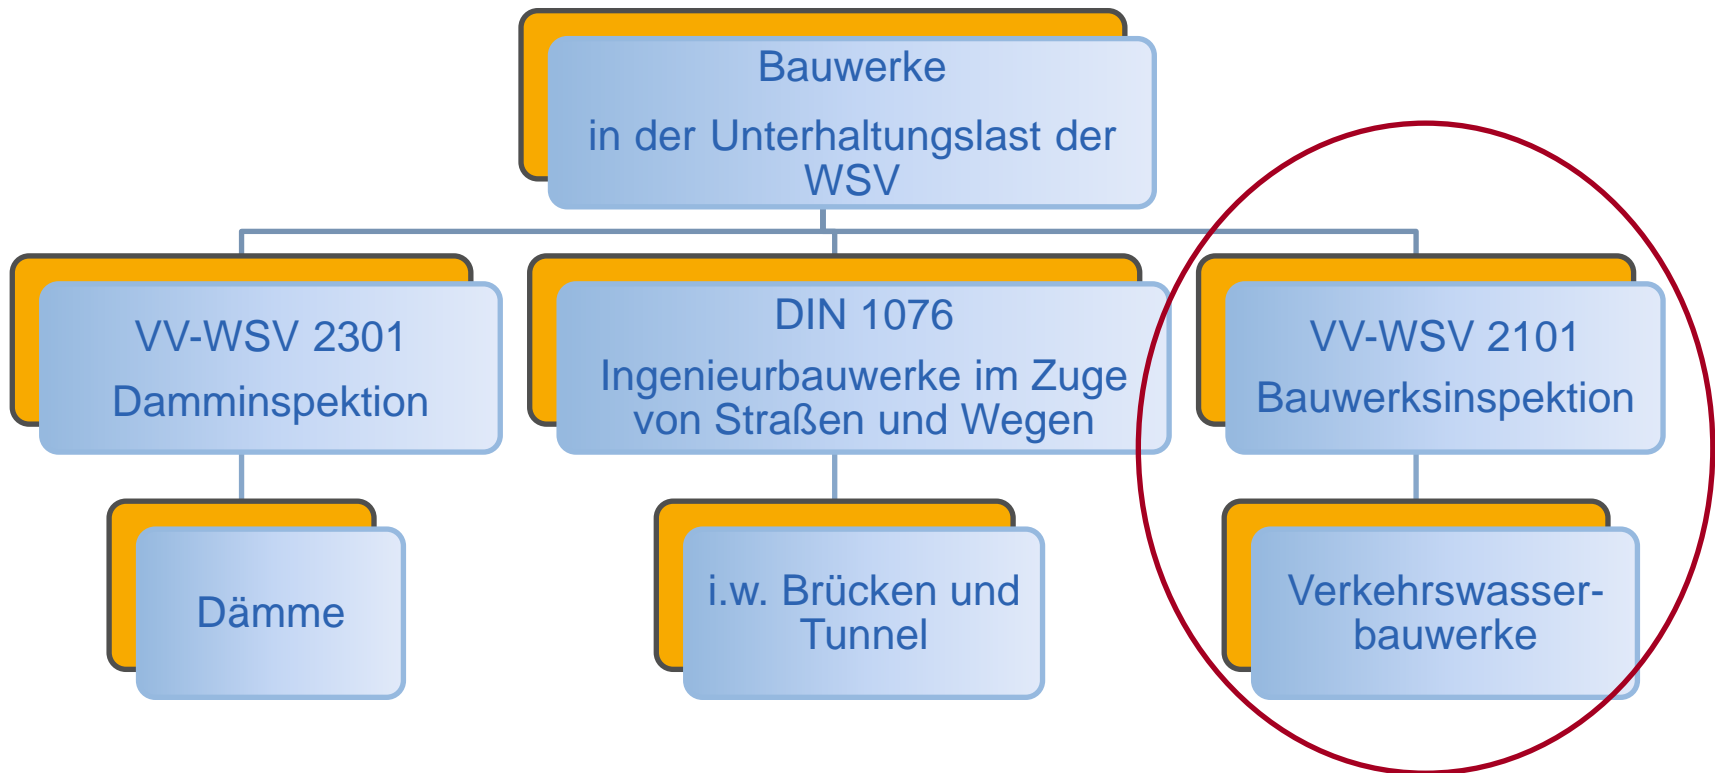 Bauwerke
in der Unterhaltungslast der
WSV
VV-WSV 2301
Damminspektion
DIN 1076
Ingenieurbauwerke im Zuge
von Straßen und Wegen
VV-WSV 2101
Bauwerksinspektion
Dämme
i.w. Brücken und
Tunnel
Verkehrswasser-
bauwerke